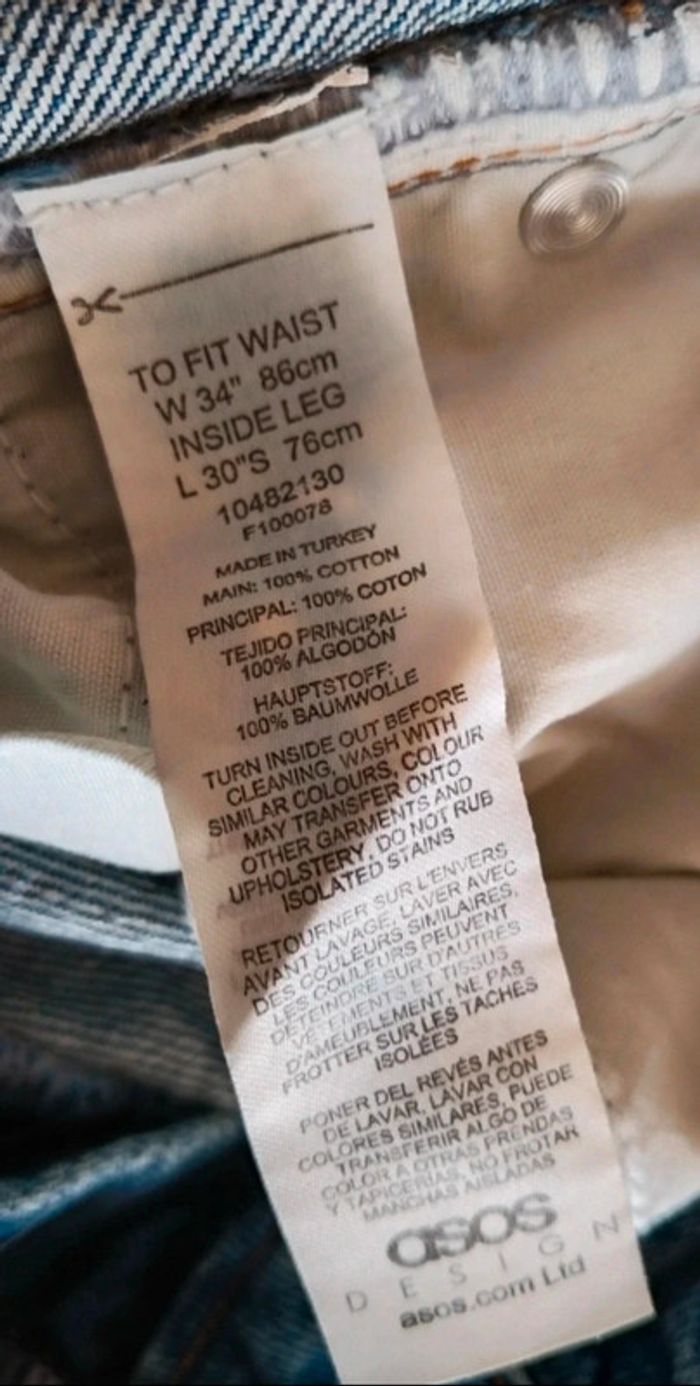 TO FIT WAIST
W 34" 86cm
INSIDE LEG
L 30"S 76cm
10482130
F100078
MADE IN TURKEY
MAIN: 100% COTTON
PRINCIPAL: 100% COTON
TEJIDO PRINCIPAL:
100% ALGODÓN
HAUPTSTOFF:
100% BAUMWOLLE
TURN INSIDE OUT BEFORE
CLEANING, WASH WITH
SIMILAR COLOURS, COLOUR
MAY TRANSFER ONTO
OTHER GARMENTS AND
UPHOLSTERY, DO NOT RUB
ISOLATED STAINS
RETOURNER SUR L'ENVERS
AVANT LAVAGE, LAVER AVEC
DES COULEURS SIMILAIRES,
LES COULEURS PEUVENT
DÉTEINDRE SUR D'AUTRES
VÊTEMENTS ET TISSUS
D'AMEUBLEMENT, NE PAS
FROTTER SUR LES TACHES
ISOLÉES
PONER DEL REVÉS ANTES
DE LAVAR, LAVAR CON
COLORES SIMILARES, PUEDE
TRANSFERIR ALGO DE
COLOR A OTRAS PRENDAS
Y TAPICERÍAS, NO FROTAR
MANCHAS AISLADAS
asos
DESIGN
asos.com Ltd